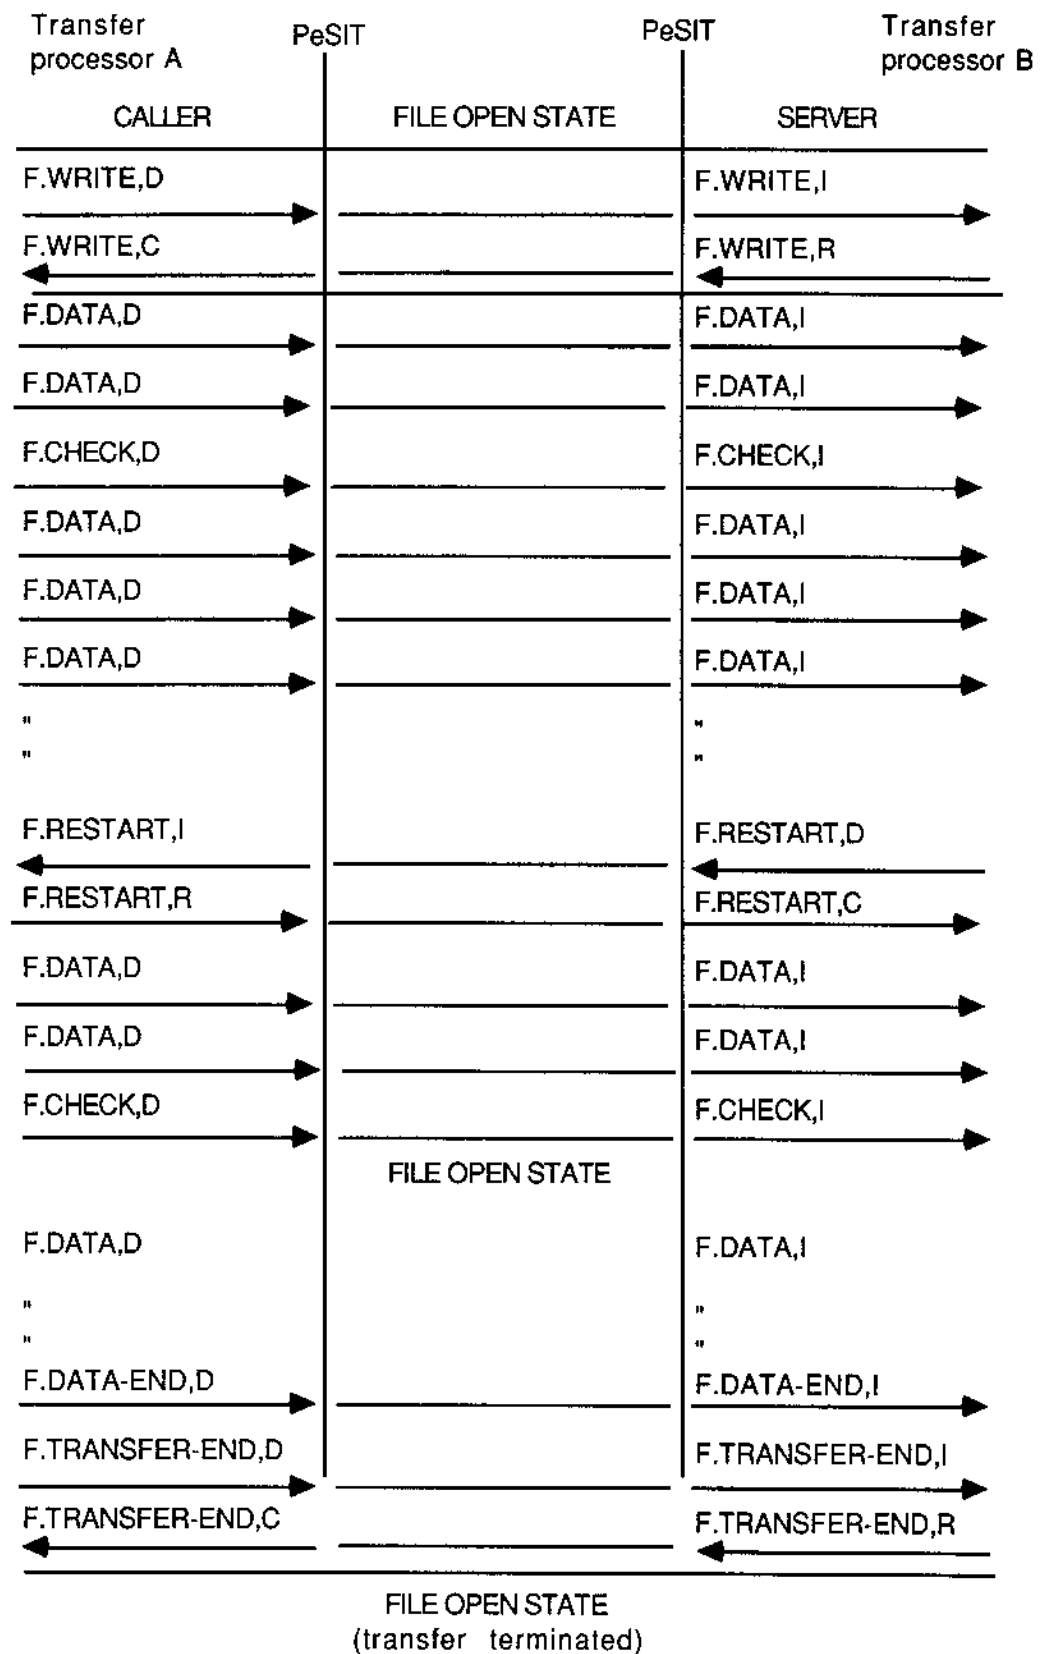 Transfer processor A
PeSIT
PeSIT
Transfer processor B
CALLER FILE OPEN STATE SERVER
F.WRITE,D F.WRITE,I
F.WRITE,C F.WRITE,R
F.DATA,D F.DATA,I
F.DATA,D F.DATA,I
F.CHECK,D F.CHECK,I
F.DATA,D F.DATA,I
F.DATA,D F.DATA,I
F.DATA,D F.DATA,I
" "
" "
F.RESTART,I F.RESTART,D
F.RESTART,R F.RESTART,C
F.DATA,D F.DATA,I
F.DATA,D F.DATA,I
F.CHECK,D F.CHECK,I
FILE OPEN STATE
F.DATA,D F.DATA,I
" "
" "
F.DATA-END,D F.DATA-END,I
F.TRANSFER-END,D F.TRANSFER-END,I
F.TRANSFER-END,C F.TRANSFER-END,R
FILE OPEN STATE
(transfer terminated)